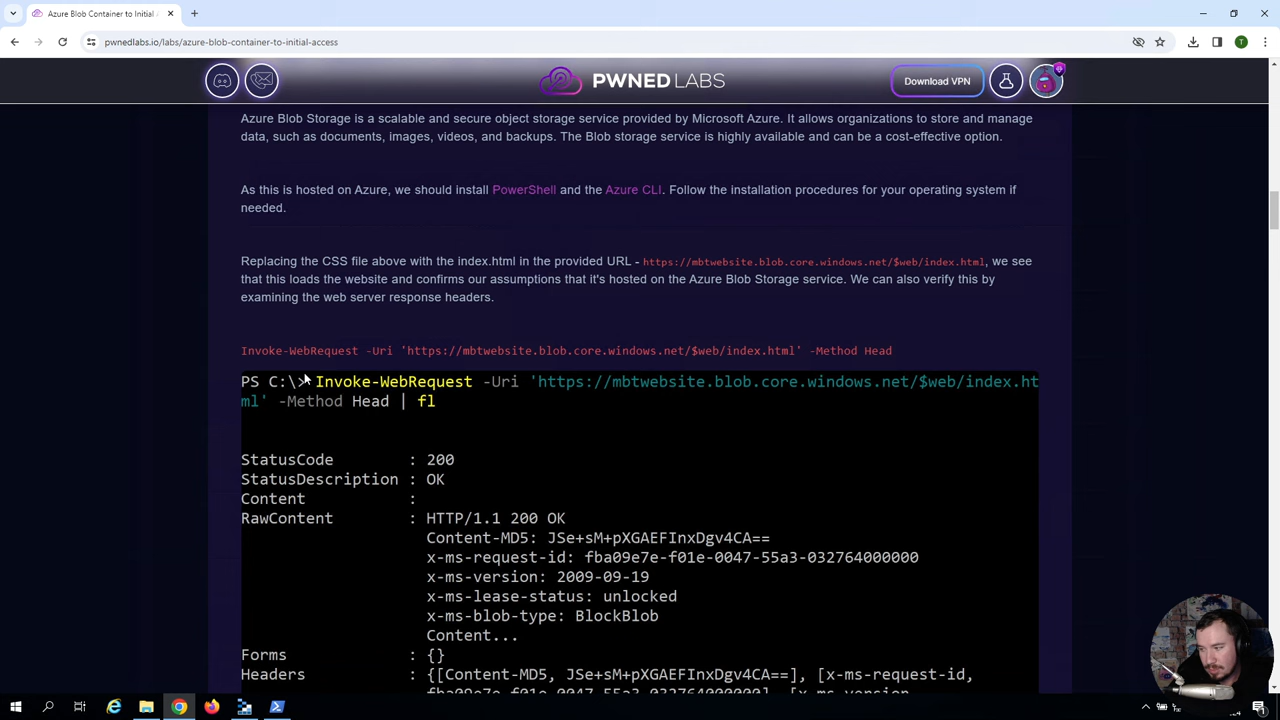 Azure Blob Container to Initial A
pwnedlabs.io/labs/azure-blob-container-to-initial-access
T
PWNED LABS
Download VPN
Azure Blob Storage is a scalable and secure object storage service provided by Microsoft Azure. It allows organizations to store and manage
data, such as documents, images, videos, and backups. The Blob storage service is highly available and can be a cost-effective option.
As this is hosted on Azure, we should install PowerShell and the Azure CLI. Follow the installation procedures for your operating system if
needed.
Replacing the CSS file above with the index.html in the provided URL - https://mbtwebsite.blob.core.windows.net/$web/index.html, we see
that this loads the website and confirms our assumptions that it's hosted on the Azure Blob Storage service. We can also verify this by
examining the web server response headers.
Invoke-WebRequest -Uri 'https://mbtwebsite.blob.core.windows.net/$web/index.html' -Method Head
PS C:\> Invoke-WebRequest -Uri 'https://mbtwebsite.blob.core.windows.net/$web/index.ht
ml' -Method Head | fl
StatusCode : 200
StatusDescription : OK
Content :
RawContent : HTTP/1.1 200 OK
Content-MD5: JSe+sM+pXGAEFInxDgv4CA==
x-ms-request-id: fba09e7e-f01e-0047-55a3-032764000000
x-ms-version: 2009-09-19
x-ms-lease-status: unlocked
x-ms-blob-type: BlockBlob
Content...
Forms : {}
Headers : {[Content-MD5, JSe+sM+pXGAEFInxDgv4CA==], [x-ms-request-id,
fba09e7e-f01e-0047-55a3-032764000000], [x-ms-version,